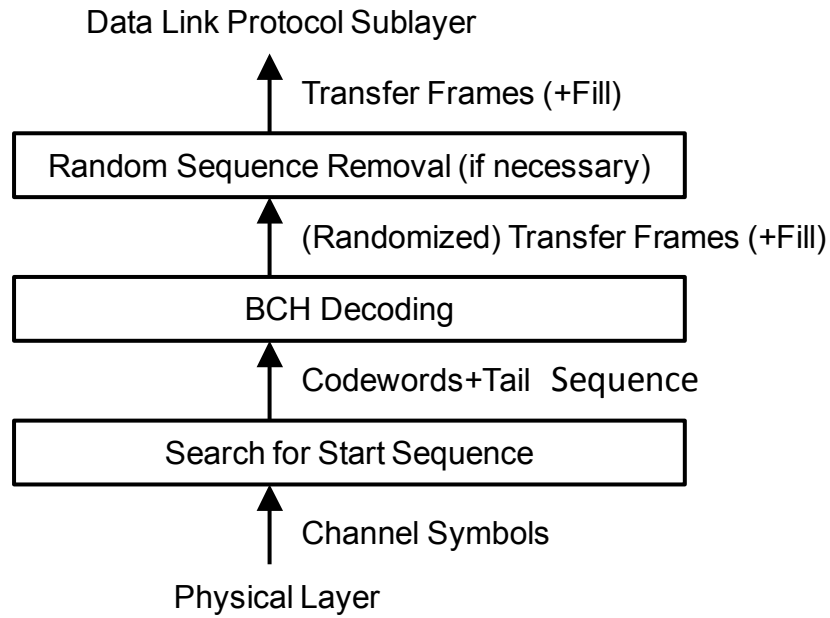 Data Link Protocol Sublayer
Transfer Frames (+Fill)
Random Sequence Removal (if necessary)
(Randomized) Transfer Frames (+Fill)
BCH Decoding
Codewords+Tail Sequence
Search for Start Sequence
Channel Symbols
Physical Layer